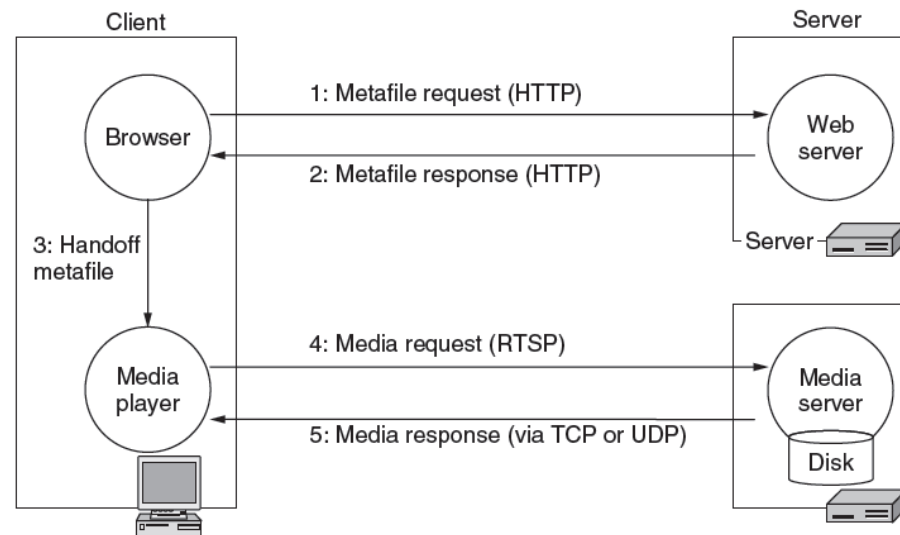 Client
Server
1: Metafile request (HTTP)
Browser
Web
server
2: Metafile response (HTTP)
3: Handoff
metafile
Server
4: Media request (RTSP)
Media
player
Media
server
5: Media response (via TCP or UDP)
Disk